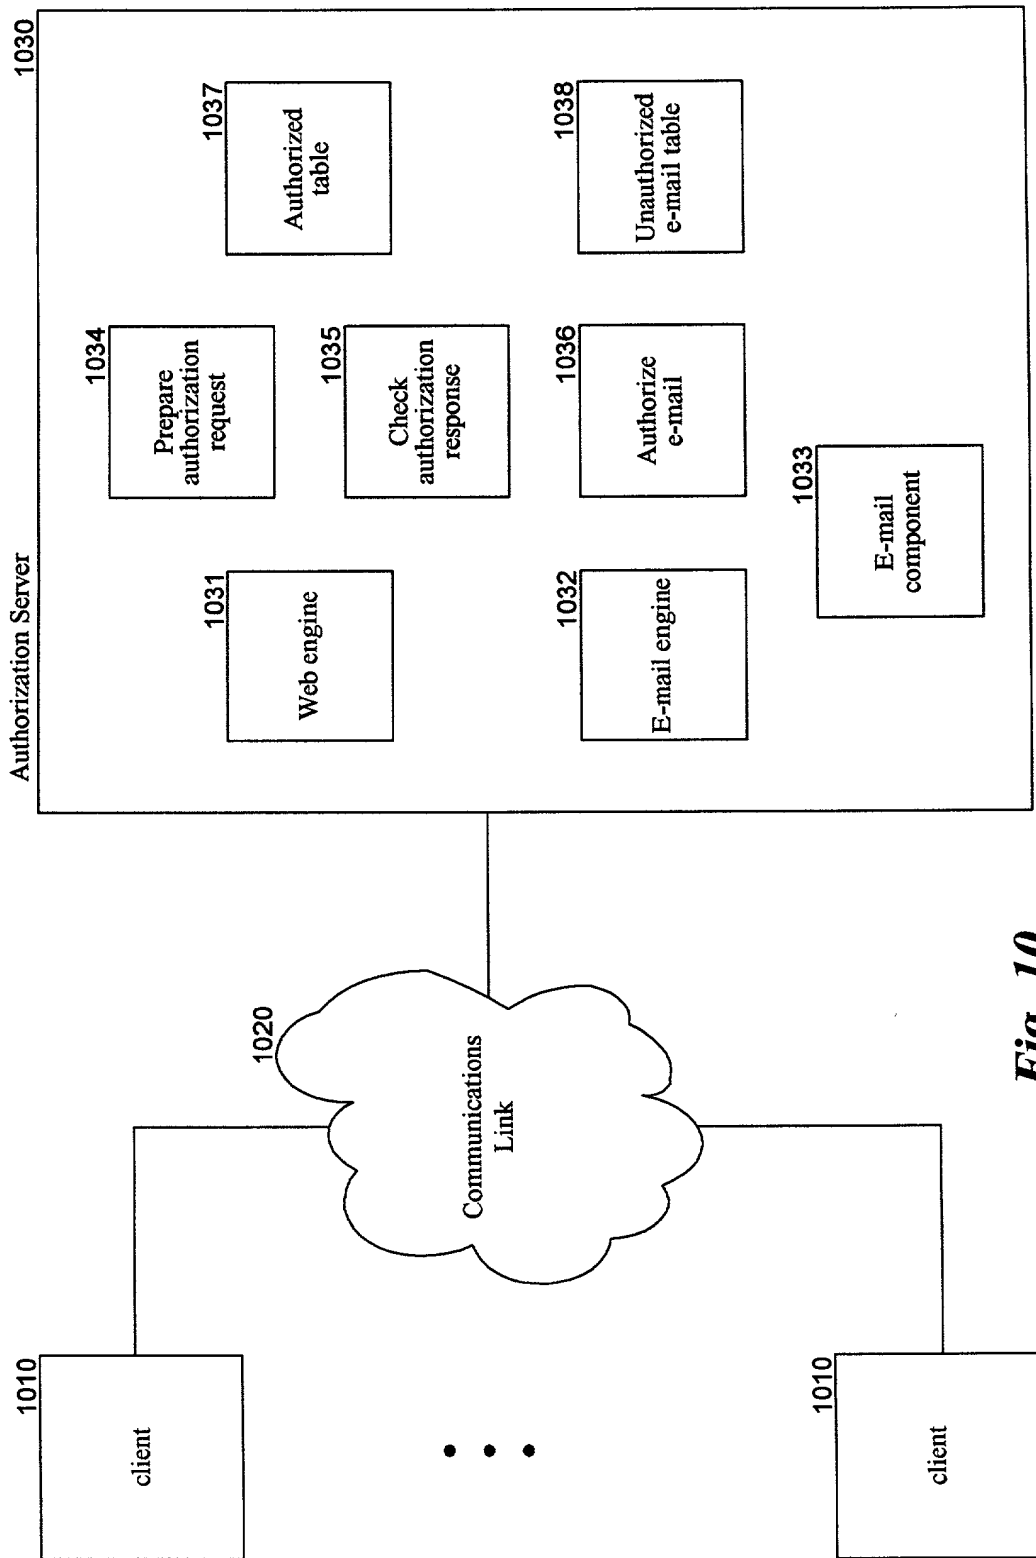 1010
client
1010
client
1020
Communications
Link
Authorization Server
1030
1031
Web engine
1032
E-mail engine
1033
E-mail
component
1034
Prepare
authorization
request
1035
Check
authorization
response
1036
Authorize
e-mail
1037
Authorized
table
1038
Unauthorized
e-mail table
Fig. 10